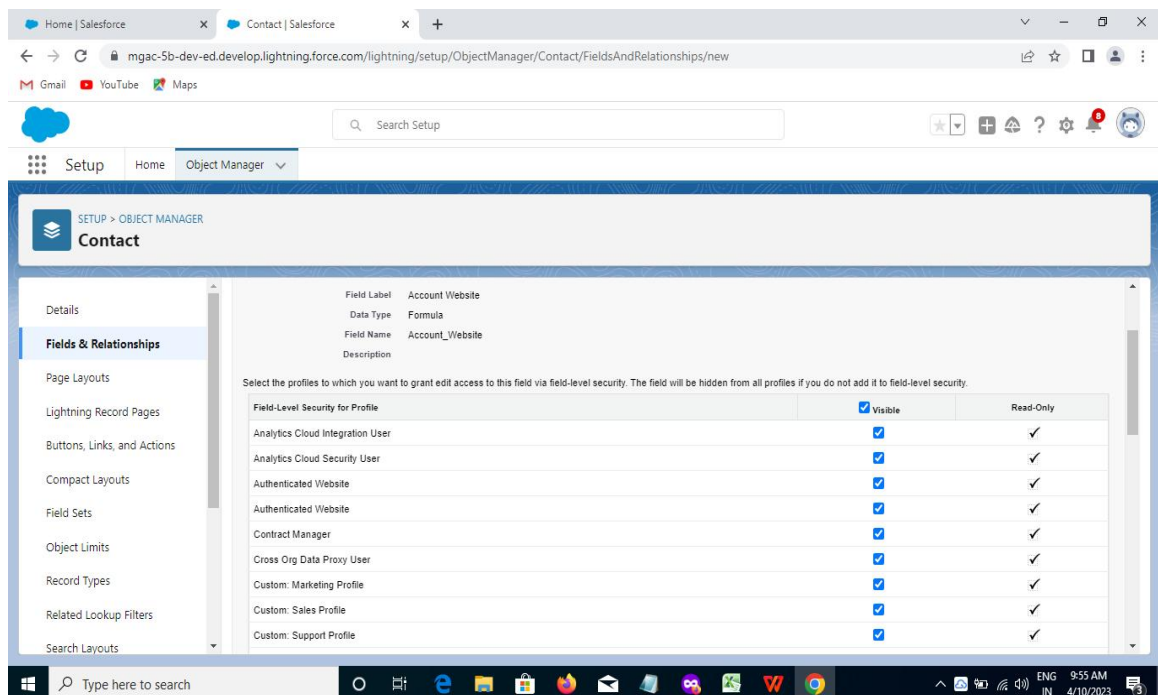 Home | Salesforce
Contact | Salesforce
mgac-5b-dev-ed.develop.lightning.force.com/lightning/setup/ObjectManager/Contact/FieldsAndRelationships/new
Gmail YouTube Maps
Search Setup
8
Setup Home Object Manager
SETUP > OBJECT MANAGER
Contact
Details
Fields & Relationships
Page Layouts
Lightning Record Pages
Buttons, Links, and Actions
Compact Layouts
Field Sets
Object Limits
Record Types
Related Lookup Filters
Search Layouts
Field Label Account Website
Data Type Formula
Field Name Account_Website
Description
Select the profiles to which you want to grant edit access to this field via field-level security. The field will be hidden from all profiles if you do not add it to field-level security.
Field-Level Security for Profile Visible Read-Only
Analytics Cloud Integration User
Analytics Cloud Security User
Authenticated Website
Authenticated Website
Contract Manager
Cross Org Data Proxy User
Custom: Marketing Profile
Custom: Sales Profile
Custom: Support Profile
Type here to search
ENG 9:55 AM
IN 4/10/2023 3